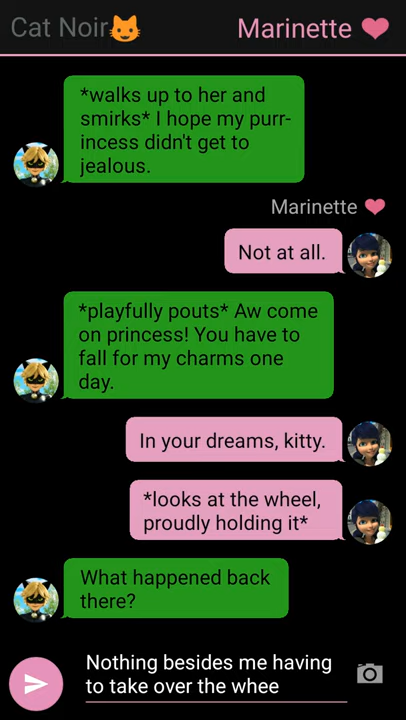 Cat Noir😺 Marinette ❤
*walks up to her and
smirks* I hope my purr-
incess didn't get to
jealous.
Marinette ❤
Not at all.
*playfully pouts* Aw come
on princess! You have to
fall for my charms one
day.
In your dreams, kitty.
*looks at the wheel,
proudly holding it*
What happened back
there?
Nothing besides me having
to take over the whee